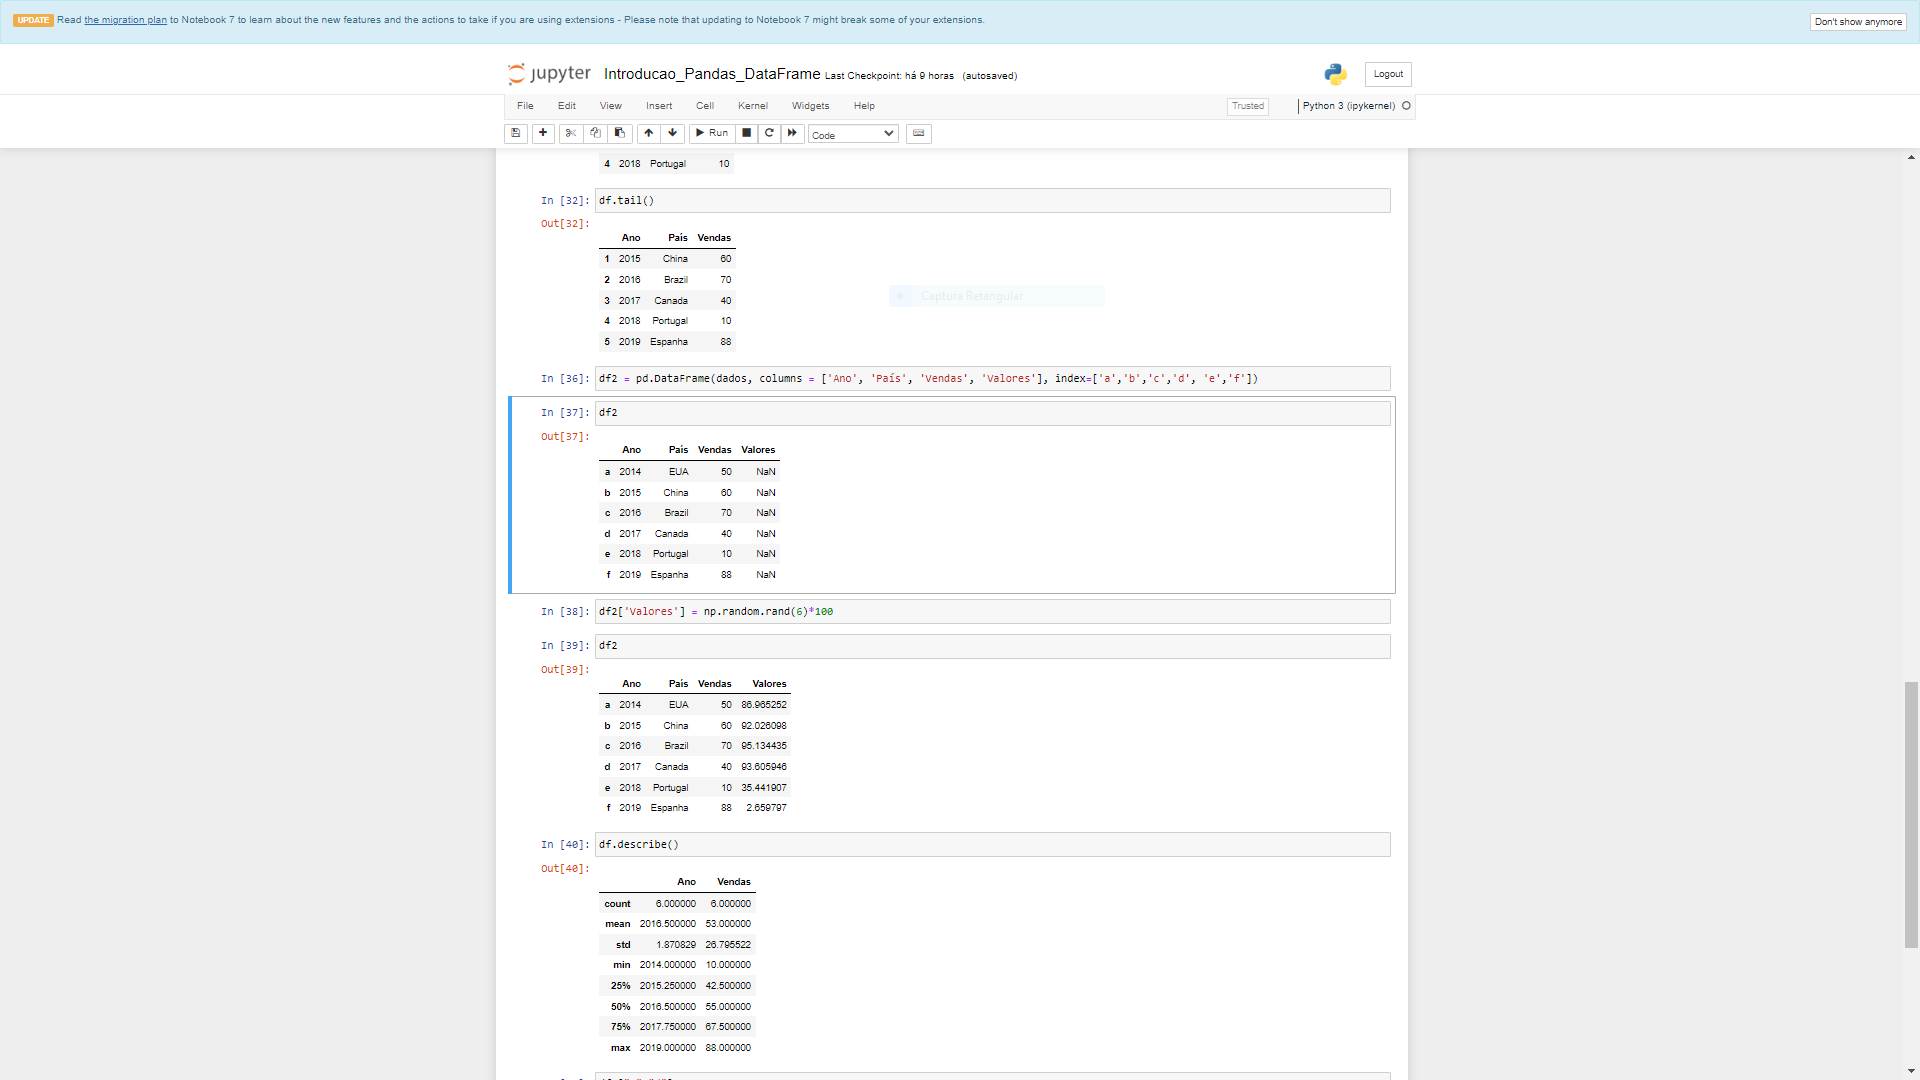 UPDATE Read the migration plan to Notebook 7 to learn about the new features and the actions to take if you are using extensions - Please note that updating to Notebook 7 might break some of your extensions.
Don't show anymore
jupyter Introducao_Pandas_DataFrame Last Checkpoint: há 9 horas (autosaved)
Logout
File Edit View Insert Cell Kernel Widgets Help
Trusted Python 3 (ipykernel)
Run Code
4 2018 Portugal 10
In [32]: df.tail()
Out[32]:
Ano País Vendas
1 2015 China 60
2 2016 Brazil 70
Captura Retangular
3 2017 Canada 40
4 2018 Portugal 10
5 2019 Espanha 88
In [36]: df2 = pd.DataFrame(dados, columns = ['Ano', 'País', 'Vendas', 'Valores'], index=['a','b','c','d', 'e','f'])
In [37]: df2
Out[37]:
Ano País Vendas Valores
a 2014 EUA 50 NaN
b 2015 China 60 NaN
c 2016 Brazil 70 NaN
d 2017 Canada 40 NaN
e 2018 Portugal 10 NaN
f 2019 Espanha 88 NaN
In [38]: df2['Valores'] = np.random.rand(6)*100
In [39]: df2
Out[39]:
Ano País Vendas Valores
a 2014 EUA 50 86.965252
b 2015 China 60 92.026098
c 2016 Brazil 70 95.134435
d 2017 Canada 40 93.605946
e 2018 Portugal 10 35.441907
f 2019 Espanha 88 2.659797
In [40]: df.describe()
Out[40]:
Ano Vendas
count 6.000000 6.000000
mean 2016.500000 53.000000
std 1.870829 26.795522
min 2014.000000 10.000000
25% 2015.250000 42.500000
50% 2016.500000 55.000000
75% 2017.750000 67.500000
max 2019.000000 88.000000